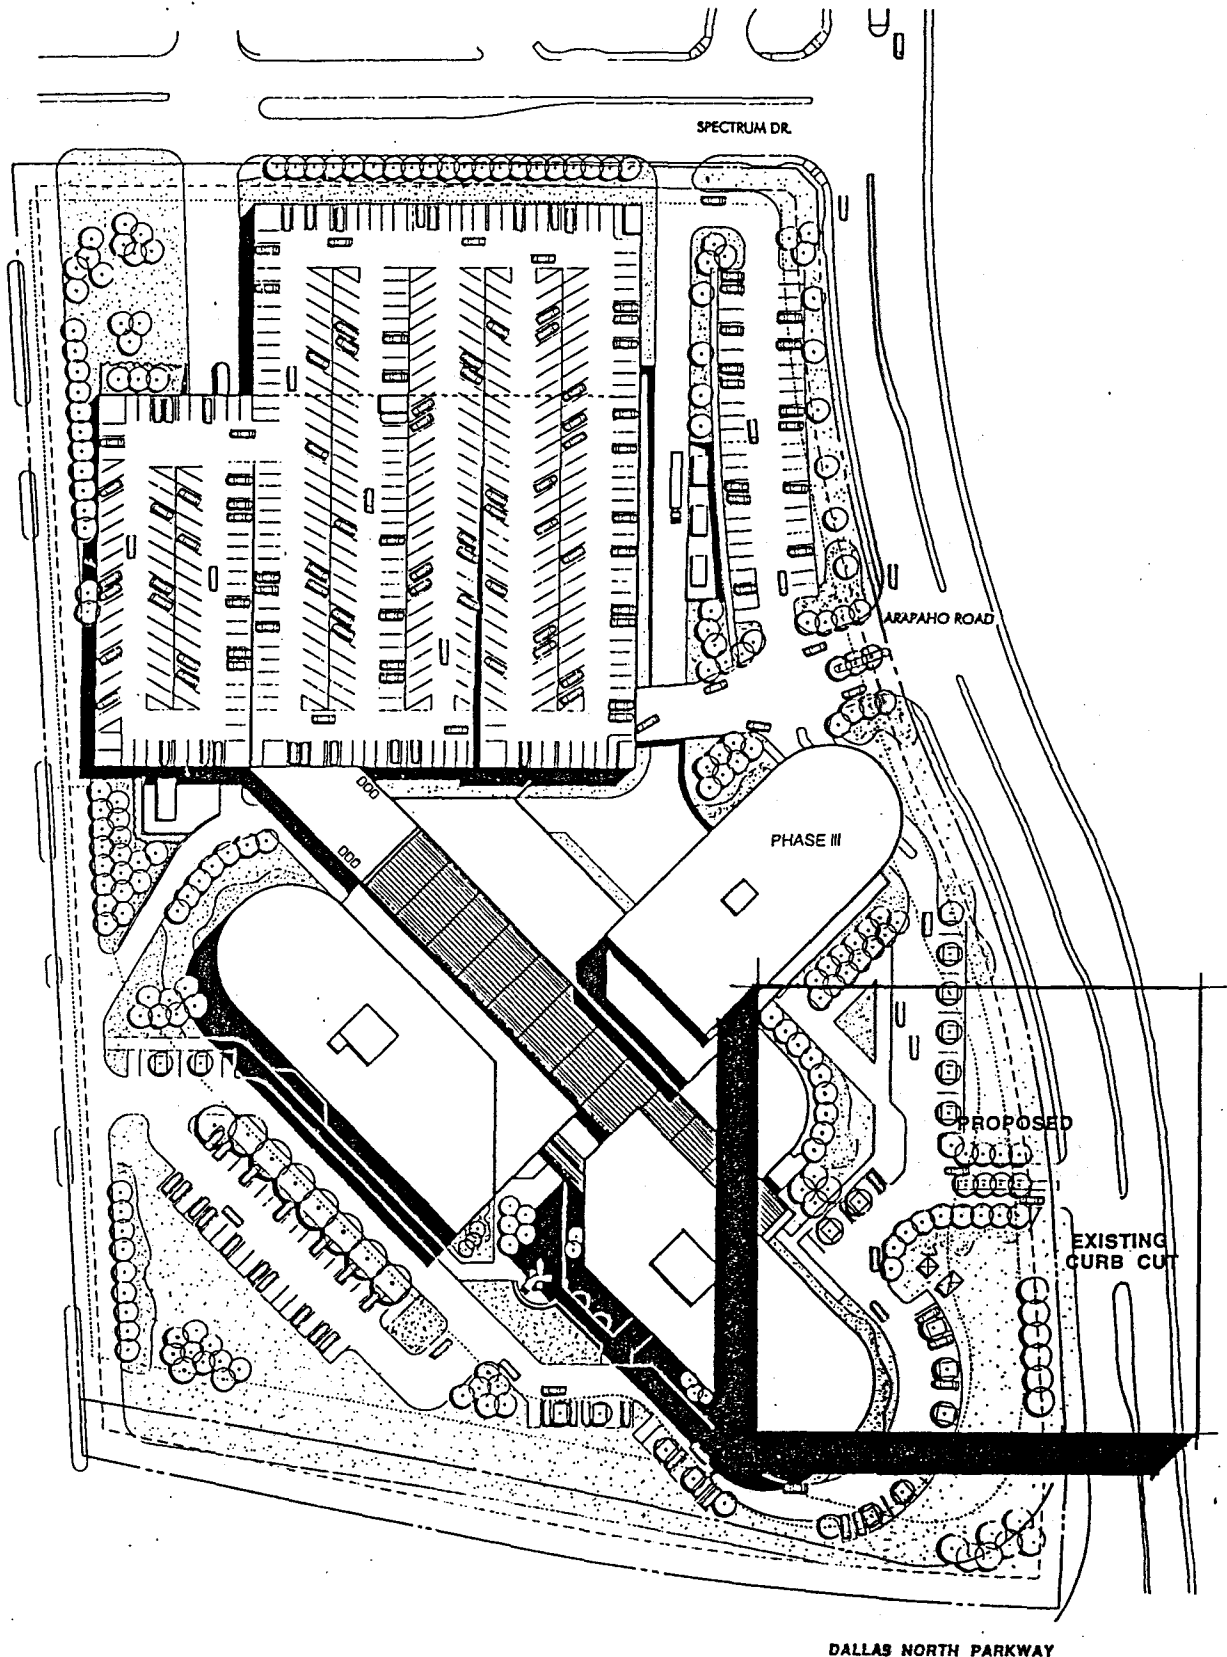 SPECTRUM DR.
ARAPAHO ROAD
PHASE III
PROPOSED
EXISTING
CURB CUT
DALLAS NORTH PARKWAY